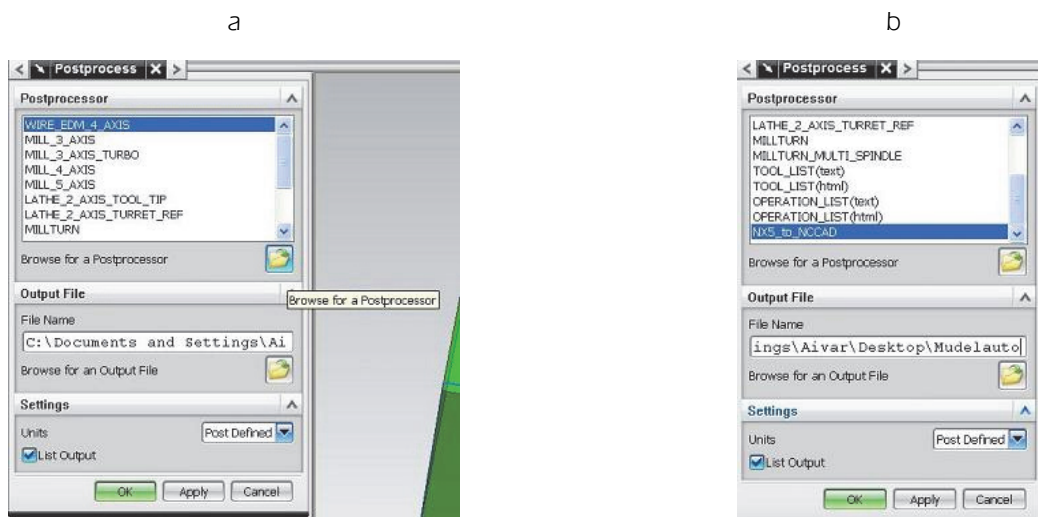 a
b
Postprocess
Postprocessor
WIRE_EDM_4_AXIS
MILL_3_AXIS
MILL_3_AXIS_TURBO
MILL_4_AXIS
MILL_5_AXIS
LATHE_2_AXIS_TOOL_TIP
LATHE_2_AXIS_TURRET_REF
MILLTURN
Browse for a Postprocessor
Browse for a Postprocessor
Output File
File Name
C:\Documents and Settings\Ai
Browse for an Output File
Settings
Units
Post Defined
List Output
OK
Apply
Cancel
Postprocess
Postprocessor
LATHE_2_AXIS_TURRET_REF
MILLTURN
MILLTURN_MULTI_SPINDLE
TOOL_LIST(text)
TOOL_LIST(html)
OPERATION_LIST(text)
OPERATION_LIST(html)
NX5_to_NCCAD
Browse for a Postprocessor
Output File
File Name
ings\Aivar\Desktop\Mudelauto
Browse for an Output File
Settings
Units
Post Defined
List Output
OK
Apply
Cancel